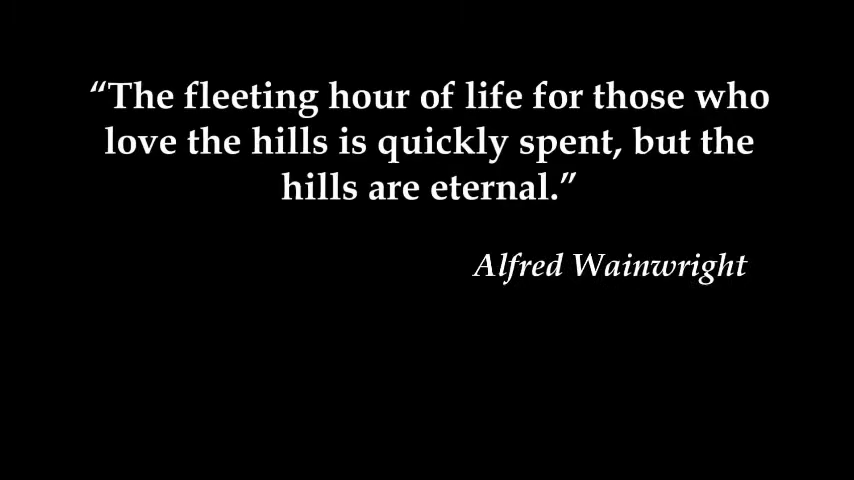 “The fleeting hour of life for those who
love the hills is quickly spent, but the
hills are eternal.”
Alfred Wainwright